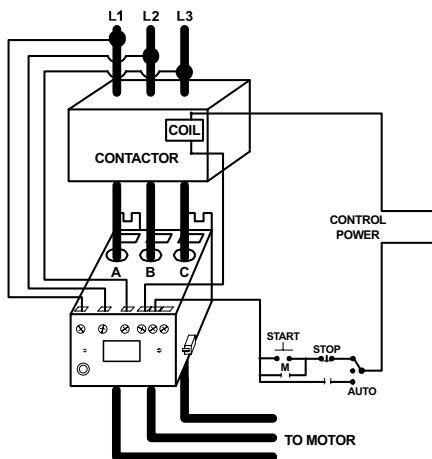 L1 L2 L3
COIL
CONTACTOR
CONTROL
POWER
A B C
START
STOP
M
AUTO
TO MOTOR